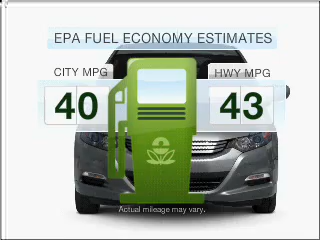 EPA FUEL ECONOMY ESTIMATES
CITY MPG
HWY MPG
40
43
Actual mileage may vary.